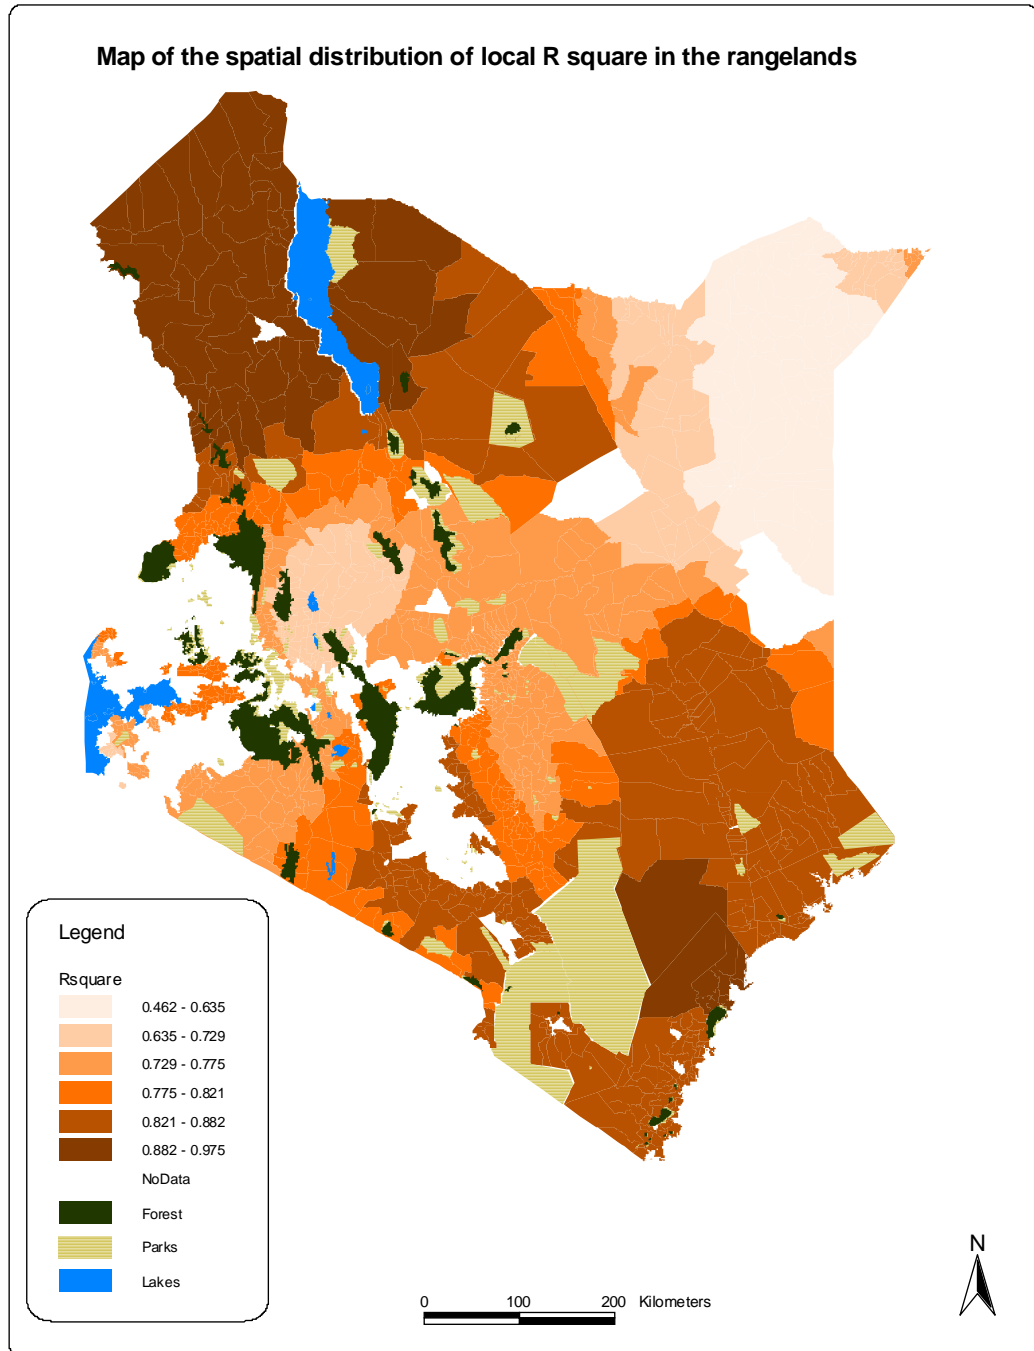 Map of the spatial distribution of local R square in the rangelands
Legend
Rsquare
0.462 - 0.635
0.635 - 0.729
0.729 - 0.775
0.775 - 0.821
0.821 - 0.882
0.882 - 0.975
NoData
Forest
Parks
Lakes
0 100 200 Kilometers
N